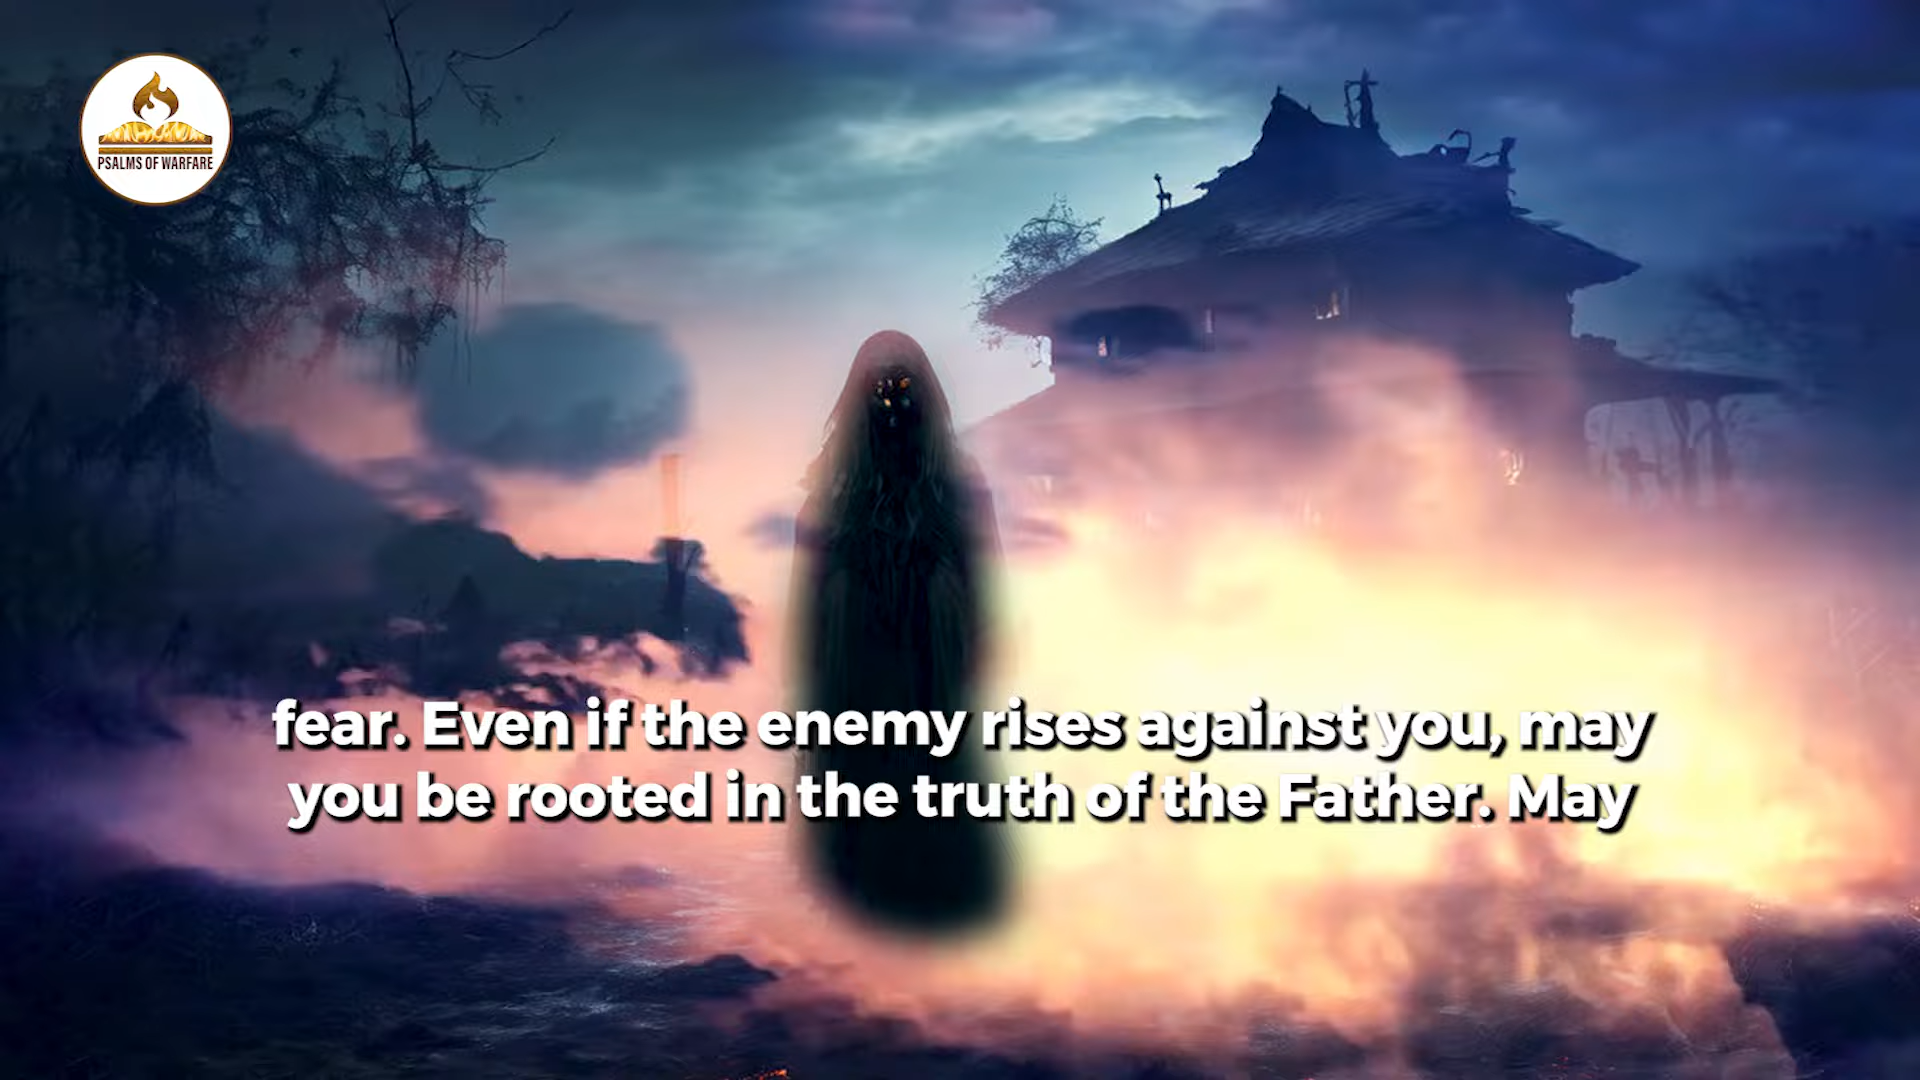 PSALMS OF WARFARE
fear. Even if the enemy rises against you, may
you be rooted in the truth of the Father. May